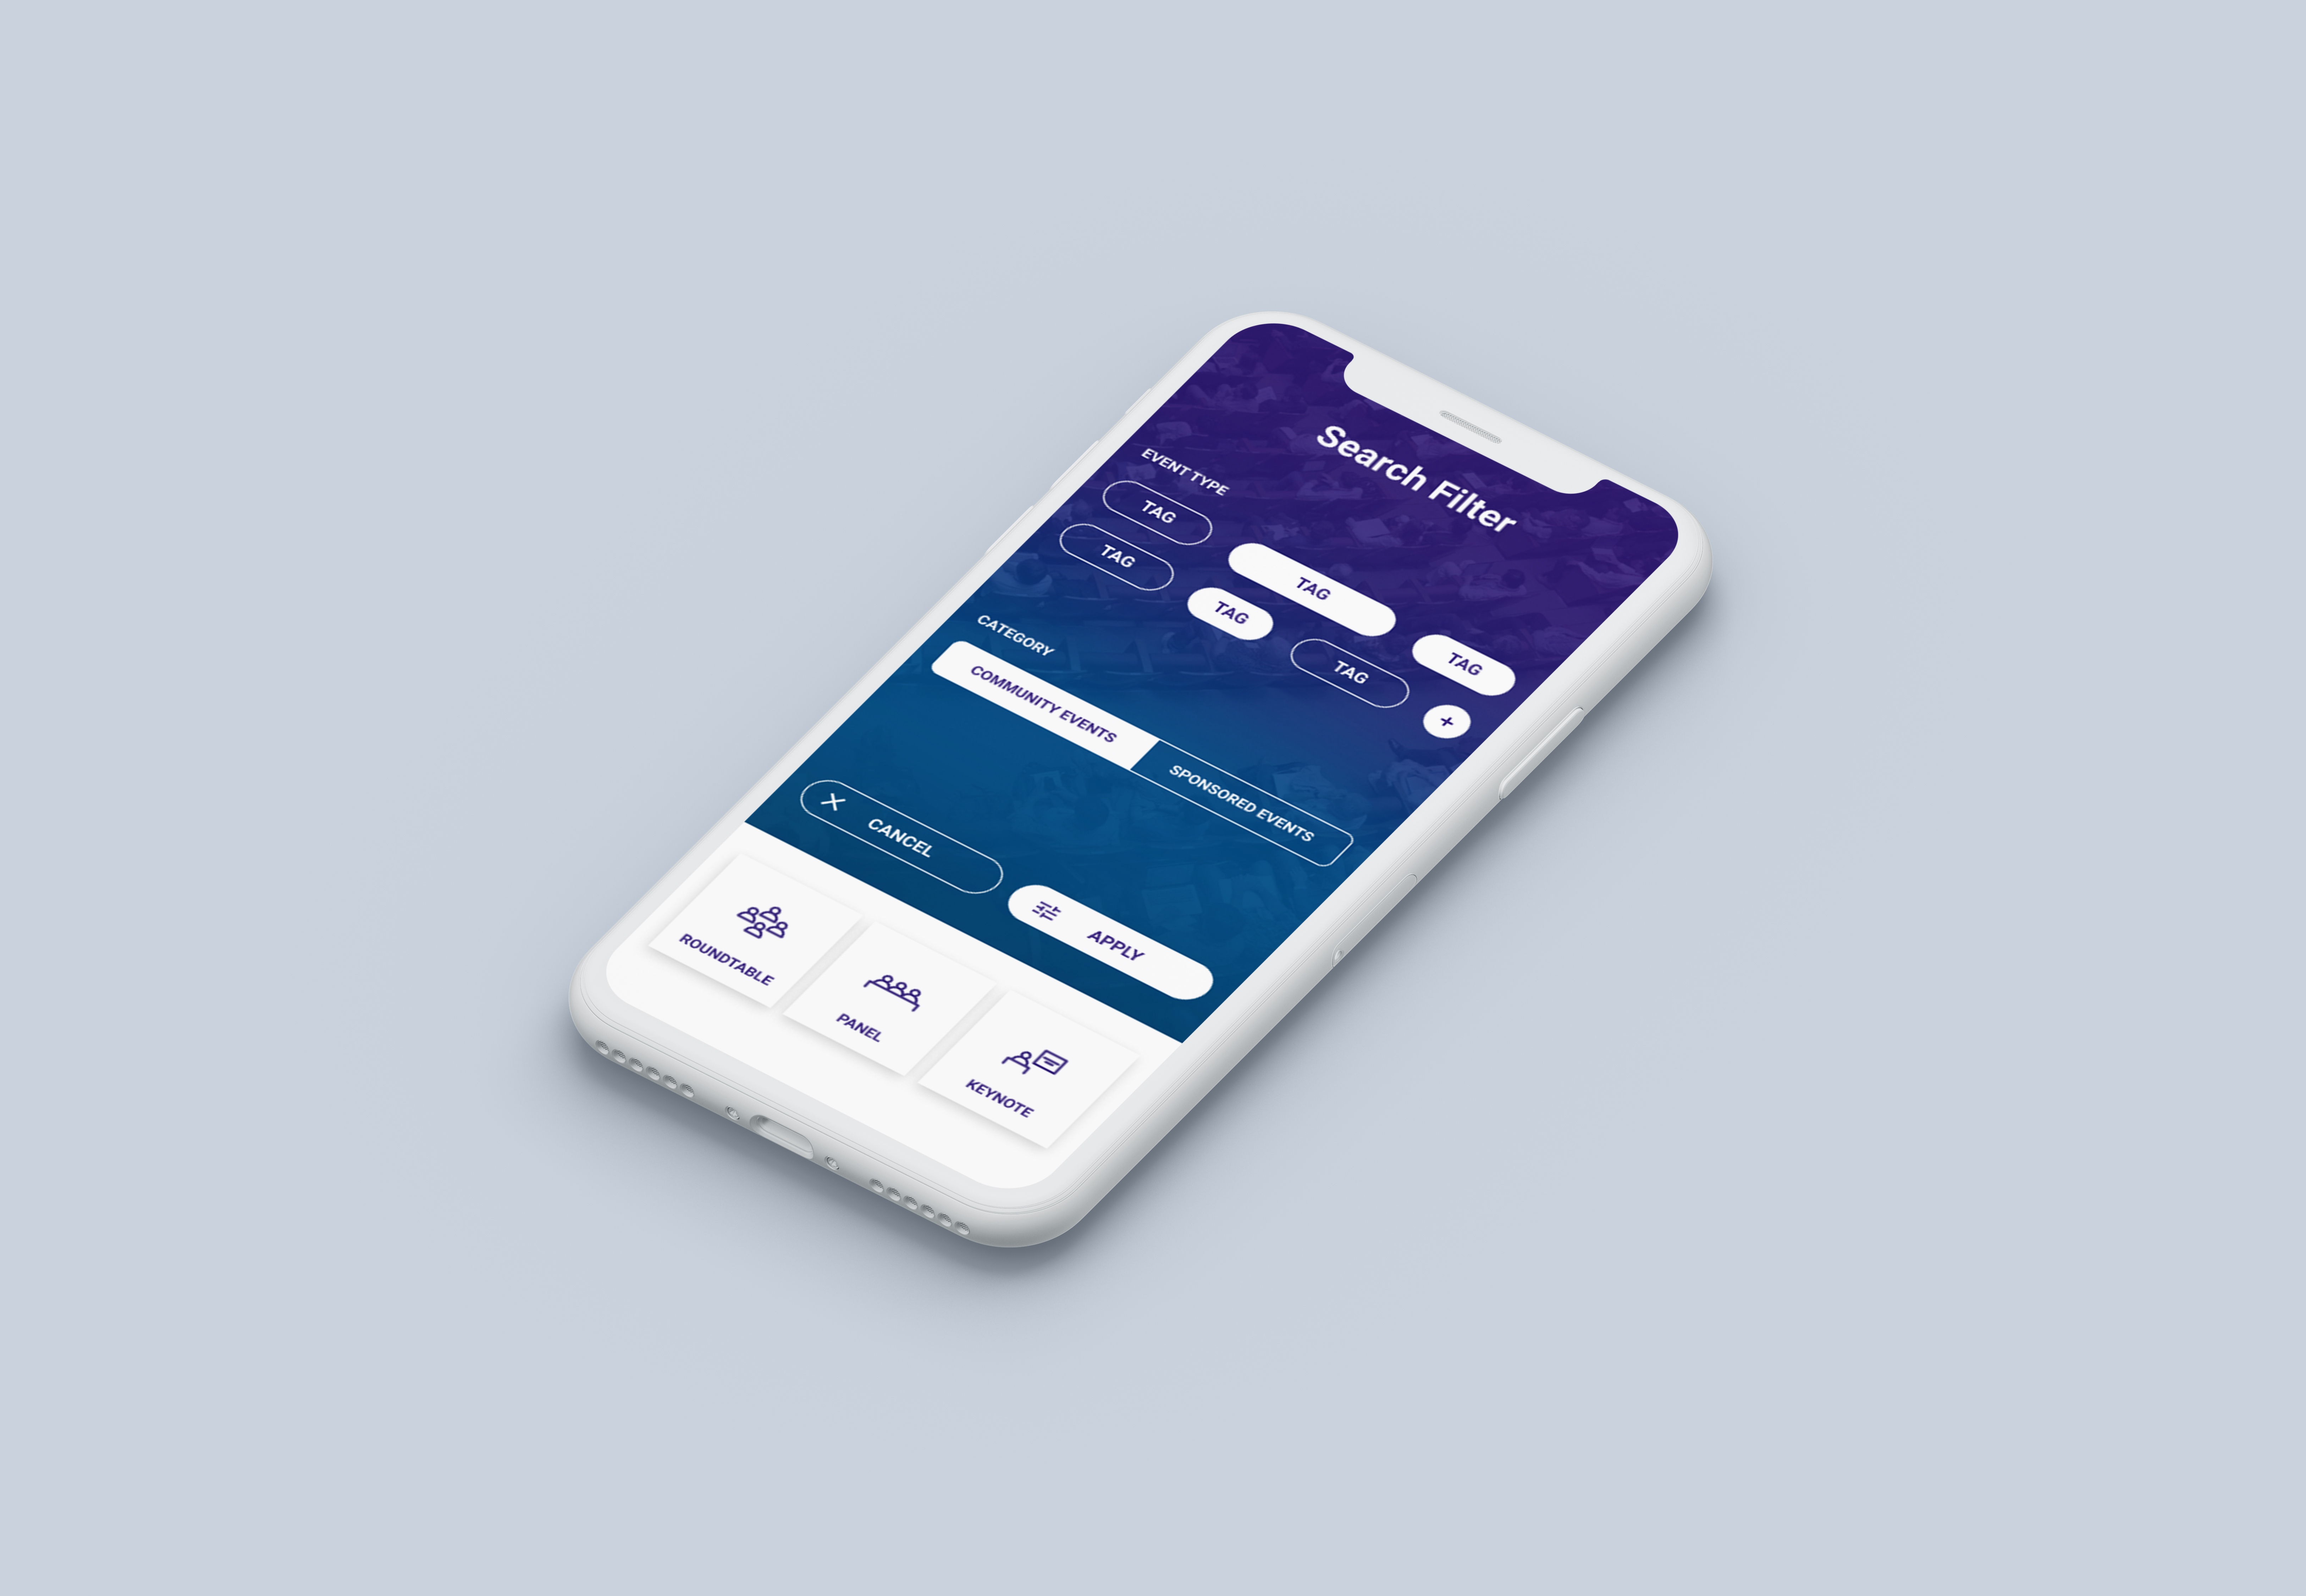 Search Filter
EVENT TYPE
TAG TAG TAG
TAG TAG TAG +
CATEGORY
COMMUNITY EVENTS SPONSORED EVENTS
CANCEL APPLY
ROUNDTABLE PANEL KEYNOTE